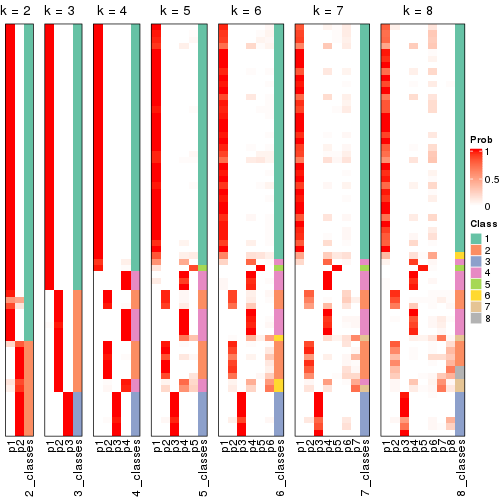 k = 2 k = 3 k = 4 k = 5 k = 6 k = 7 k = 8
Prob
1
0.5
0
Class
1
2
3
4
5
6
7
8
p1 p2 2_classes
p1 p2 p3 3_classes
p1 p2 p3 p4 4_classes
p1 p2 p3 p4 p5 5_classes
p1 p2 p3 p4 p5 p6 6_classes
p1 p2 p3 p4 p5 p6 p7 7_classes
p1 p2 p3 p4 p5 p6 p7 p8 8_classes